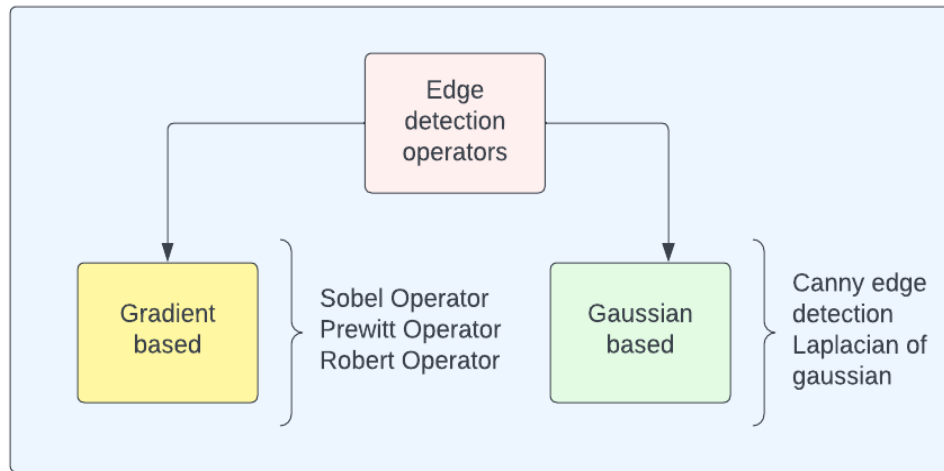 Edge
detection
operators
Gradient
based
Sobel Operator
Prewitt Operator
Robert Operator
Gaussian
based
Canny edge
detection
Laplacian of
gaussian